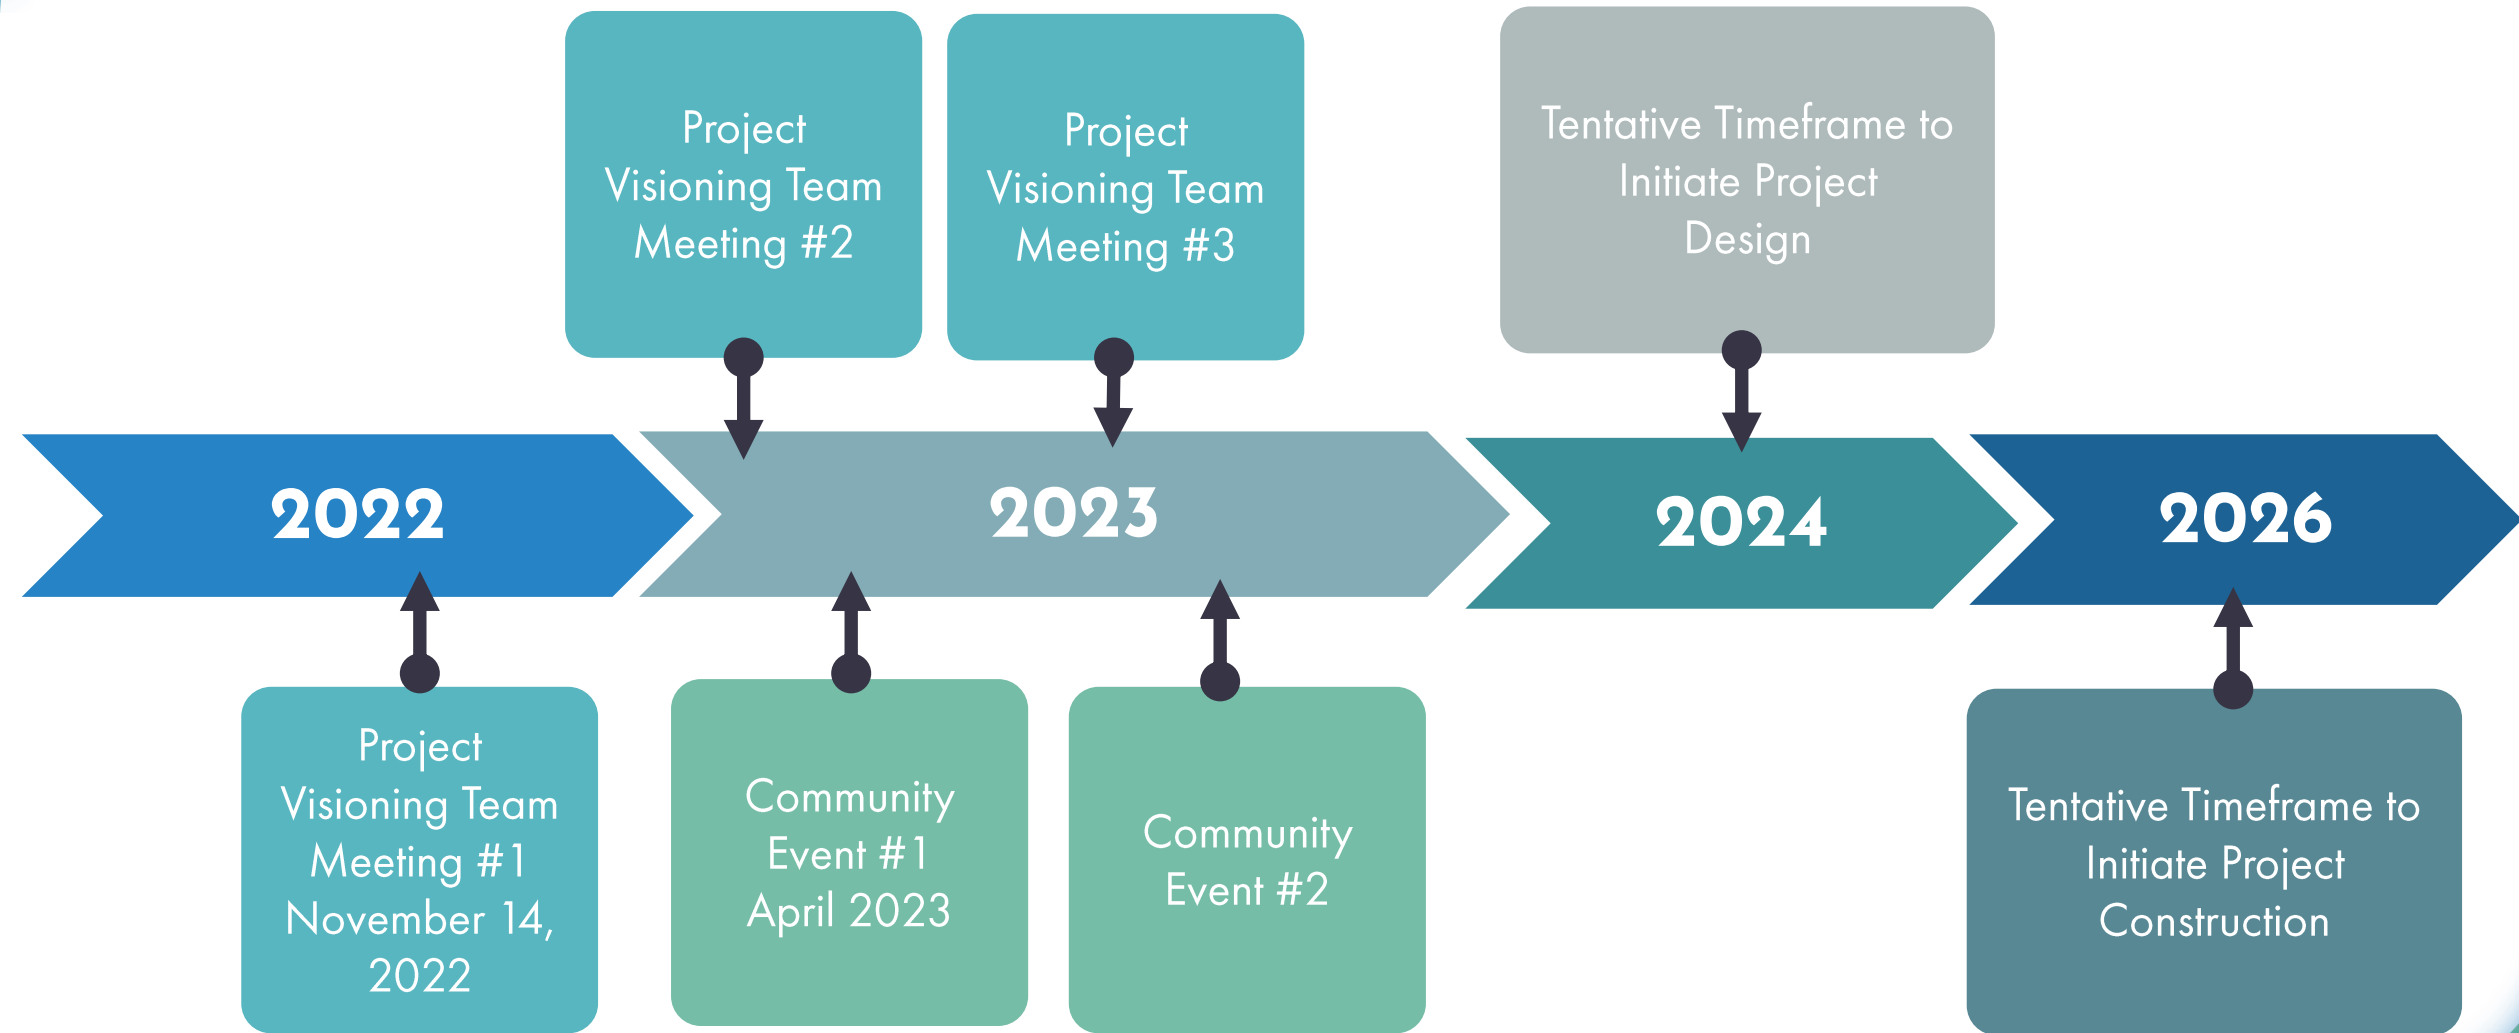 Project
Visioning Team
Meeting #2
Project
Visioning Team
Meeting #3
Tentative Timeframe to
Initiate Project
Design
2022
2023
2024
2026
Project
Visioning Team
Meeting #1
November 14,
2022
Community
Event #1
April 2023
Community
Event #2
Tentative Timeframe to
Initiate Project
Construction